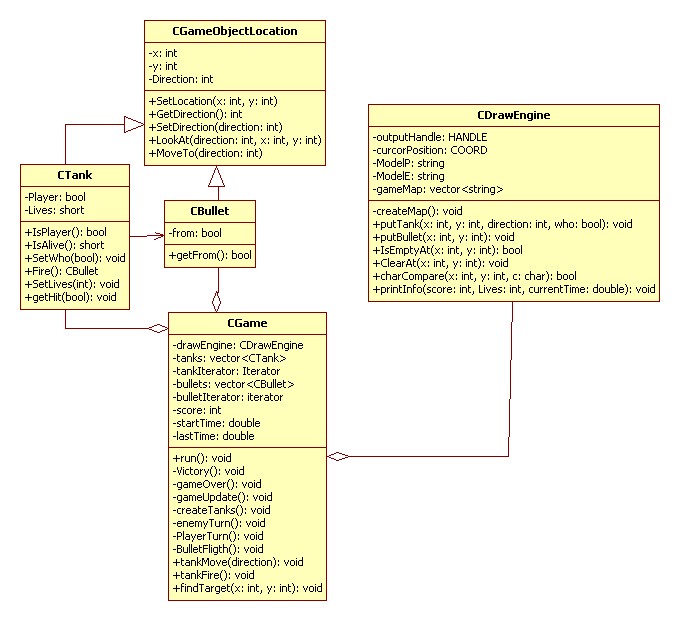 CGameObjectLocation
-x: int
-y: int
-Direction: int
+SetLocation(x: int, y: int)
+GetDirection(): int
+SetDirection(direction: int)
+LookAt(direction: int, x: int, y: int)
+MoveTo(direction: int)
CDrawEngine
-outputHandle: HANDLE
-curcorPosition: COORD
-ModelP: string
-ModelE: string
-gameMap: vector<string>
-createMap(): void
+putTank(x: int, y: int, direction: int, who: bool): void
+putBullet(x: int, y: int): void
+IsEmptyAt(x: int, y: int): bool
+ClearAt(x: int, y: int): void
+charCompare(x: int, y: int, c: char): bool
+printInfo(score: int, Lives: int, currentTime: double): void
CTank
-Player: bool
-Lives: short
+IsPlayer(): bool
+IsAlive(): short
+SetWho(bool): void
+Fire(): CBullet
+SetLives(int): void
+getHit(bool): void
CBullet
-from: bool
+getFrom(): bool
CGame
-drawEngine: CDrawEngine
-tanks: vector<CTank>
-tankIterator: Iterator
-bullets: vector<CBullet>
-bulletIterator: iterator
-score: int
-startTime: double
-lastTime: double
+run(): void
-Victory(): void
-gameOver(): void
-gameUpdate(): void
-createTanks(): void
-enemyTurn(): void
-PlayerTurn(): void
-BulletFligth(): void
+tankMove(direction): void
+tankFire(): void
+findTarget(x: int, y: int): void